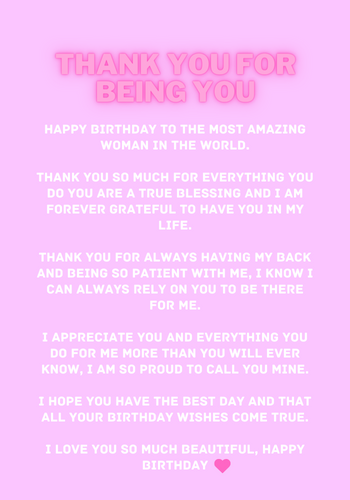 THANK YOU FOR
BEING YOU
HAPPY BIRTHDAY TO THE MOST AMAZING
WOMAN IN THE WORLD.
THANK YOU SO MUCH FOR EVERYTHING YOU
DO YOU ARE A TRUE BLESSING AND I AM
FOREVER GRATEFUL TO HAVE YOU IN MY
LIFE.
THANK YOU FOR ALWAYS HAVING MY BACK
AND BEING SO PATIENT WITH ME, I KNOW I
CAN ALWAYS RELY ON YOU TO BE THERE
FOR ME.
I APPRECIATE YOU AND EVERYTHING YOU
DO FOR ME MORE THAN YOU WILL EVER
KNOW, I AM SO PROUD TO CALL YOU MINE.
I HOPE YOU HAVE THE BEST DAY AND THAT
ALL YOUR BIRTHDAY WISHES COME TRUE.
I LOVE YOU SO MUCH BEAUTIFUL, HAPPY
BIRTHDAY